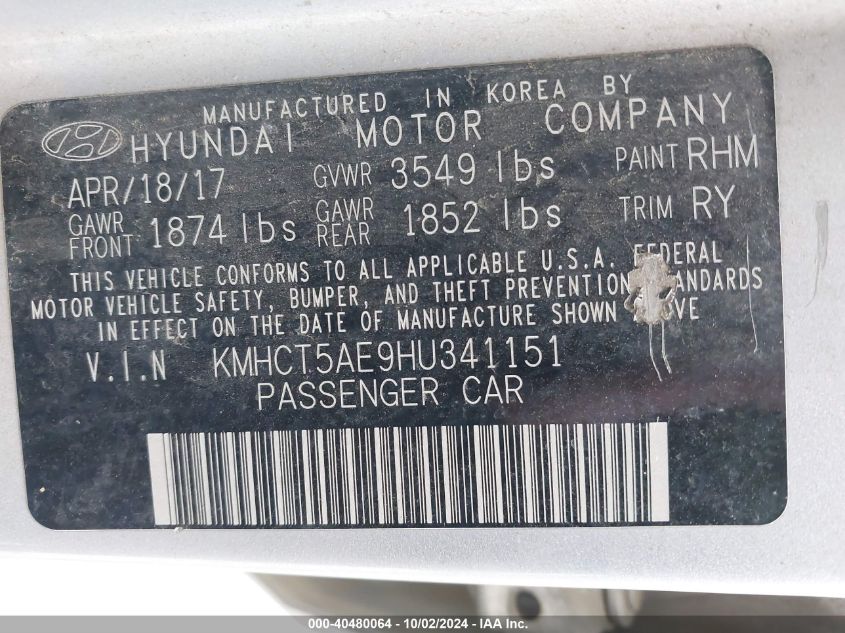 MANUFACTURED IN KOREA BY
HYUNDAI MOTOR COMPANY
APR/18/17 GVWR 3549 lbs PAINT RHM
GAWR FRONT 1874 lbs GAWR REAR 1852 lbs TRIM RY
THIS VEHICLE CONFORMS TO ALL APPLICABLE U.S.A. FEDERAL
MOTOR VEHICLE SAFETY, BUMPER, AND THEFT PREVENTION STANDARDS
IN EFFECT ON THE DATE OF MANUFACTURE SHOWN
V.I.N KMHCT5AE9HU341151
PASSENGER CAR
000-40480064 - 10/02/2024 - IAA Inc.